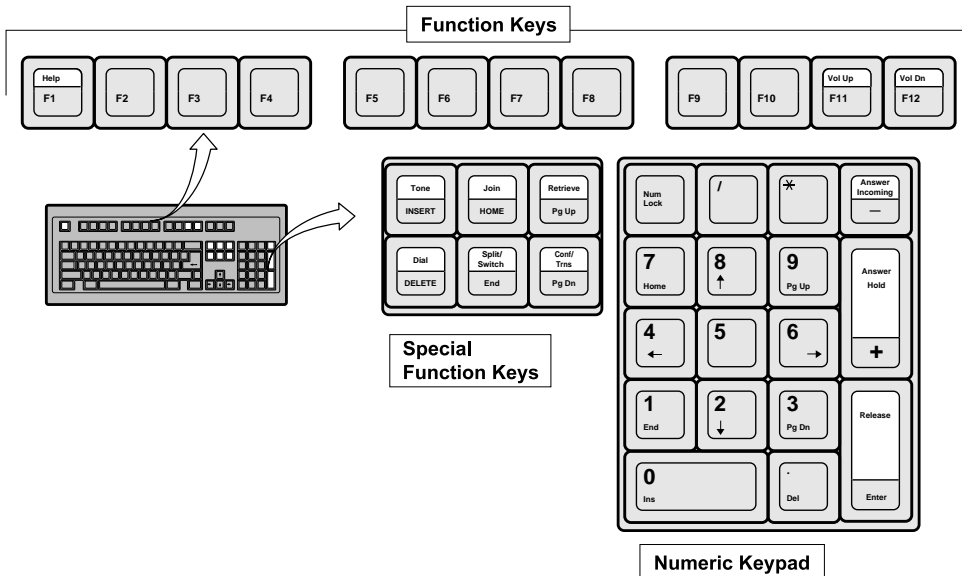 Function Keys
Help
F1
F2
F3
F4
F5
F6
F7
F8
F9
F10
Vol Up
F11
Vol Dn
F12
Tone
INSERT
Join
HOME
Retrieve
Pg Up
Dial
DELETE
Split/
Switch
End
Conf/
Trns
Pg Dn
Special
Function Keys
Num
Lock
/
*
Answer
Incoming
—
7
Home
8
↑
9
Pg Up
Answer
Hold
+
4
←
5
6
→
1
End
2
↓
3
Pg Dn
Release
Enter
0
Ins
.
Del
Numeric Keypad